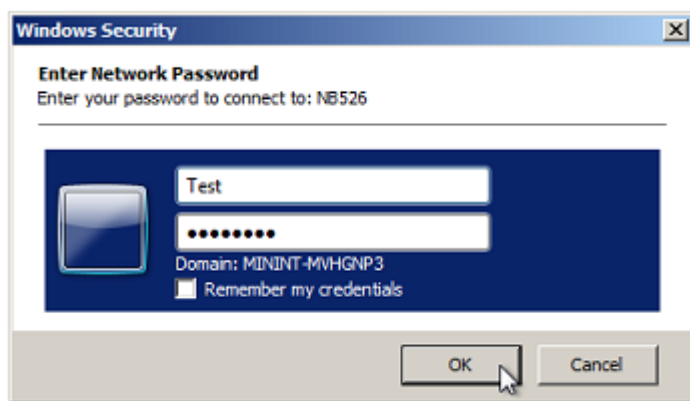 Windows Security
Enter Network Password
Enter your password to connect to: NB526
Test
••••••••
Domain: MININT-MVHGNP3
Remember my credentials
OK
Cancel